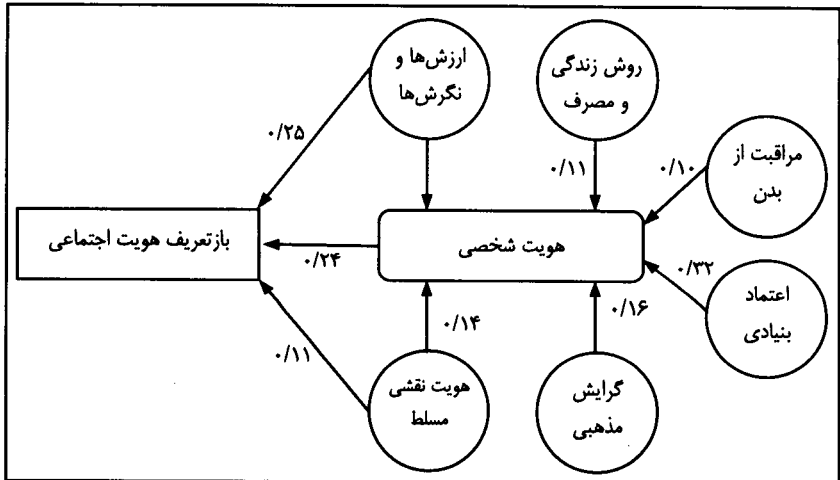 ارزش‌ها و
نگرش‌ها
روش زندگی
و مصرف
مراقبت از
بدن
۰/۲۵
۰/۱۱
۰/۱۰
بازتعریف هویت اجتماعی
۰/۲۴
هویت شخصی
۰/۳۲
اعتماد
بنیادی
۰/۱۱
۰/۱۴
۰/۱۶
هویت نقشی
مسلط
گرایش
مذهبی